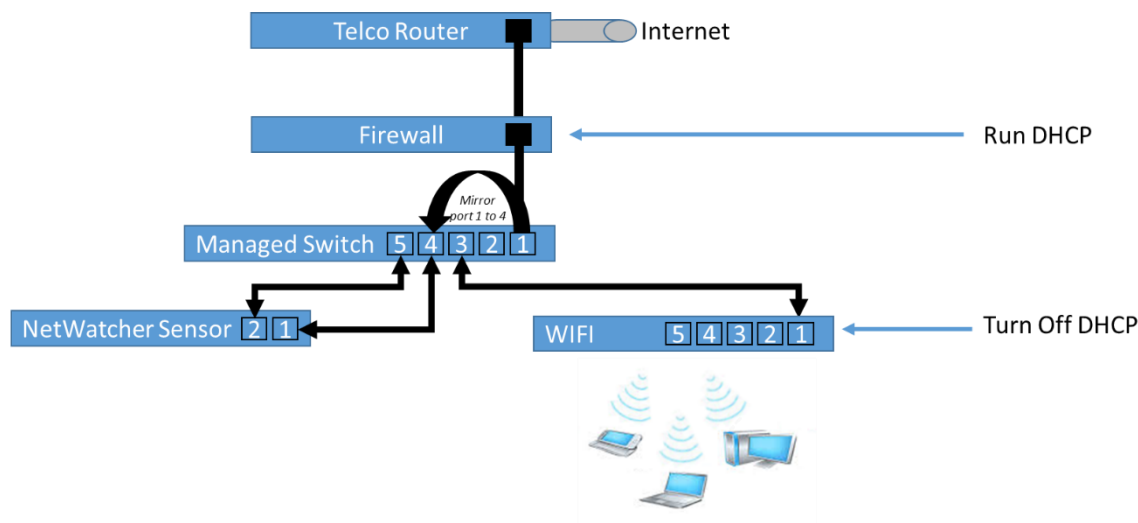 Telco Router
Internet
Firewall
Run DHCP
Mirror
port 1 to 4
Managed Switch 5 4 3 2 1
NetWatcher Sensor 2 1
WIFI 5 4 3 2 1
Turn Off DHCP